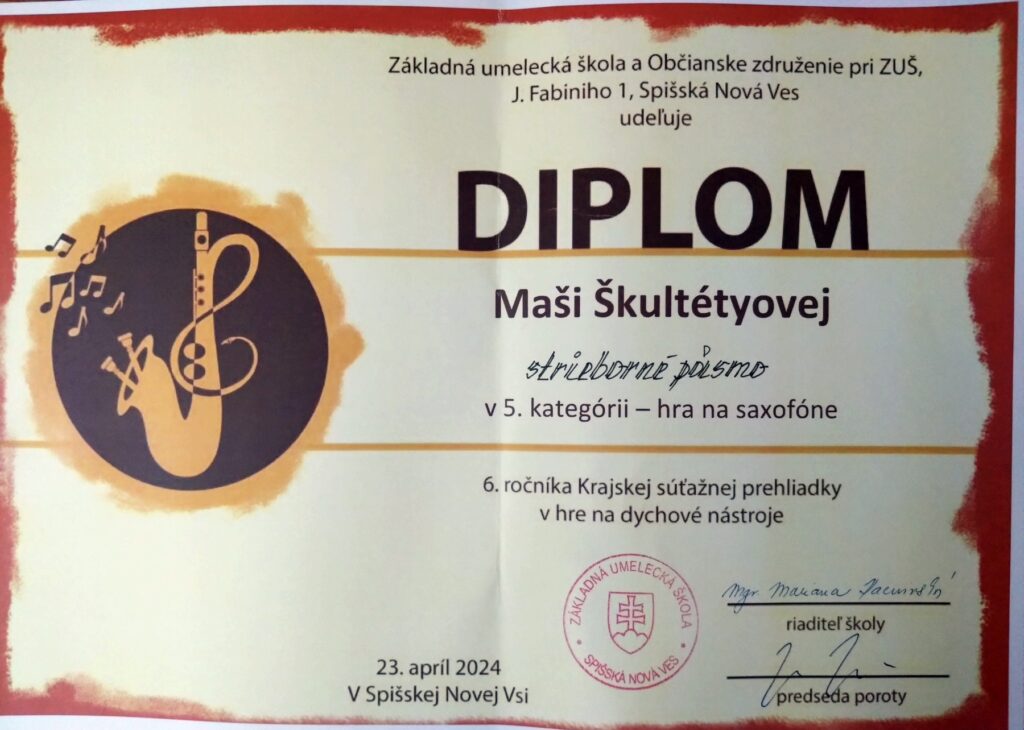 Základná umelecká škola a Občianske združenie pri ZUŠ,
J. Fabiniho 1, Spišská Nová Ves
udeľuje
DIPLOM
Maši Škultétyovej
strieborné pásmo
v 5. kategórii – hra na saxofóne
6. ročníka Krajskej súťažnej prehliadky
v hre na dychové nástroje
ZÁKLADNÁ UMELECKÁ ŠKOLA
SPIŠSKÁ NOVÁ VES
Mgr. Mariana
riaditeľ školy
predseda poroty
23. apríl 2024
V Spišskej Novej Vsi